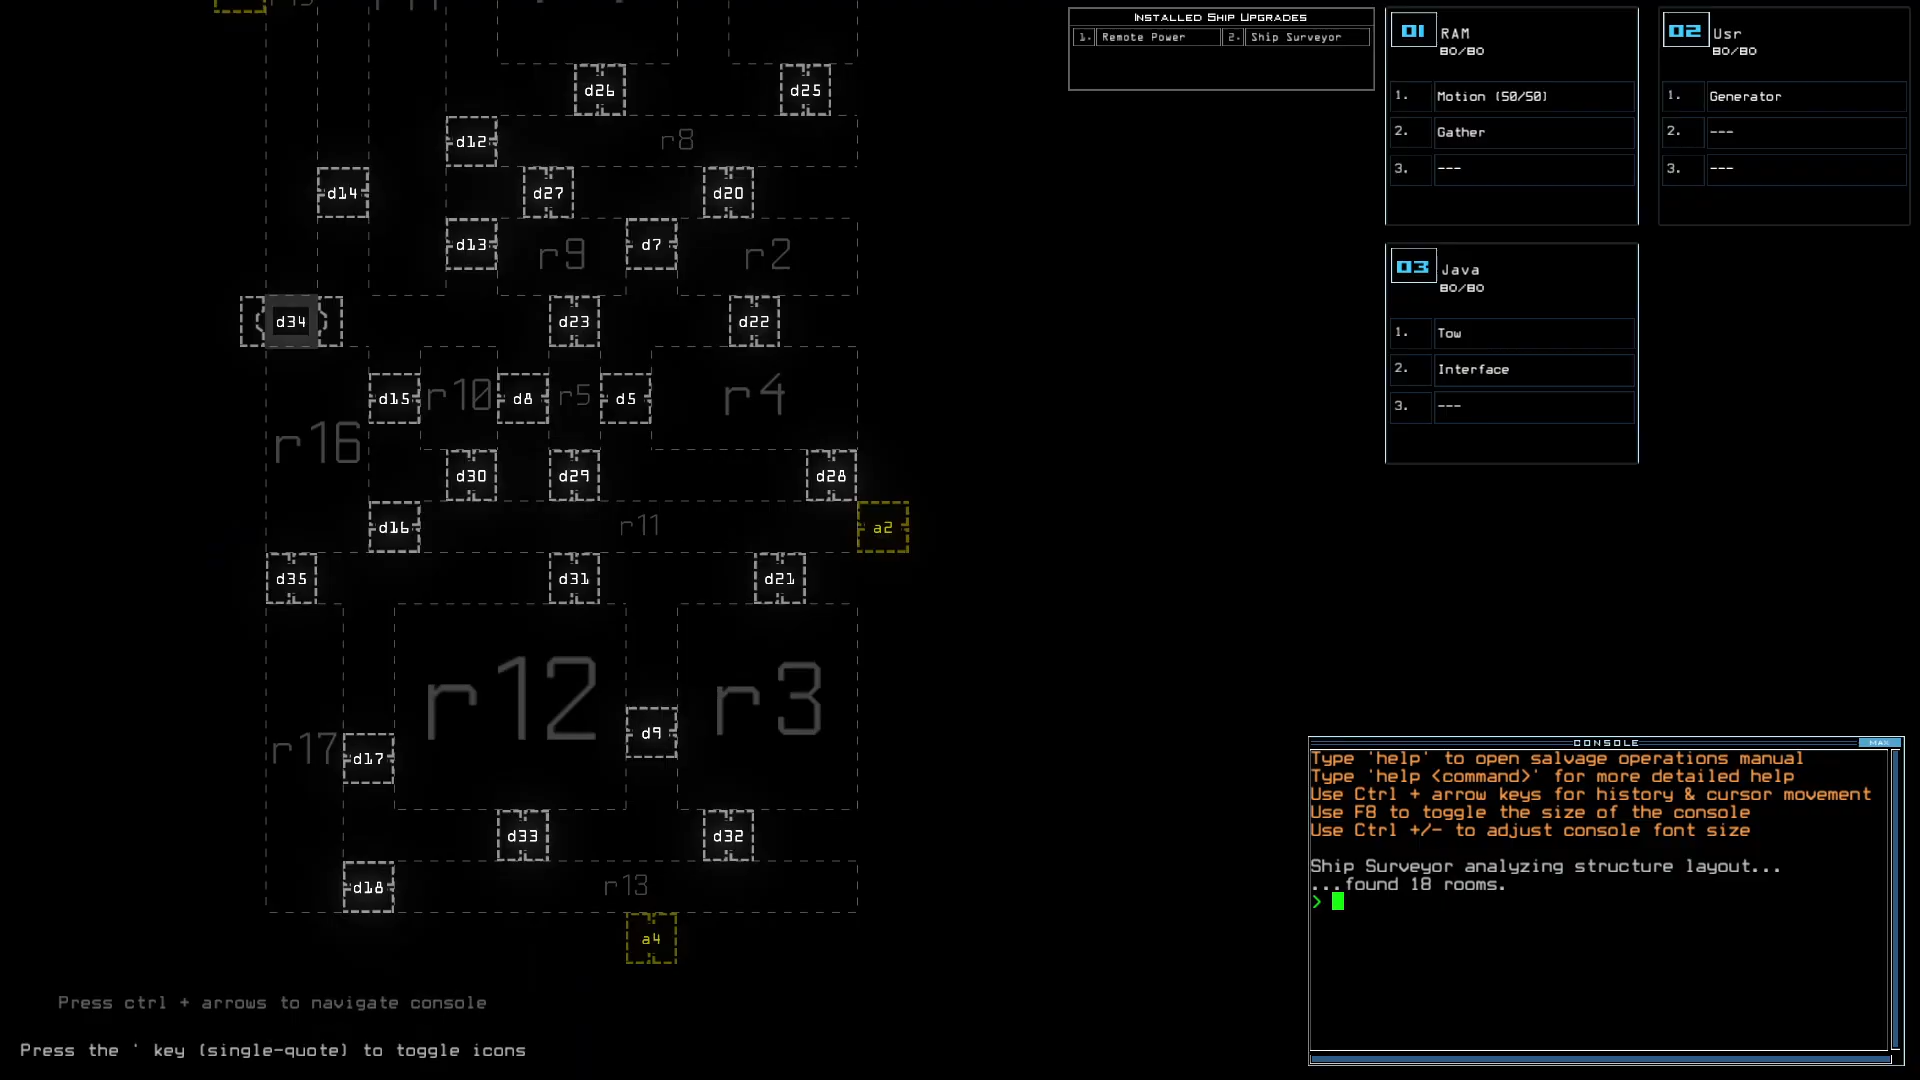 d26
d25
d12
r8
d14
d27
d20
d13
r9
d7
r2
d34
d23
d22
d15
r10
d8
r5
d5
r4
r16
d30
d29
d28
d16
r11
a2
d35
d31
d21
r12
r3
r17
d17
d9
d33
d32
d18
r13
a4
Press ctrl + arrows to navigate console
Press the ' key (single-quote) to toggle icons
Installed Ship Upgrades
1. Remote Power 2. Ship Surveyor
01 RAM
80/80
1. Motion (50/50)
2. Gather
3. ---
02 Usr
80/80
1. Generator
2. ---
3. ---
03 Java
80/80
1. Tow
2. Interface
3. ---
CONSOLE
MAX
Type 'help' to open salvage operations manual
Type 'help <command>' for more detailed help
Use Ctrl + arrow keys for history & cursor movement
Use F8 to toggle the size of the console
Use Ctrl +/- to adjust console font size
Ship Surveyor analyzing structure layout...
...found 18 rooms.
>